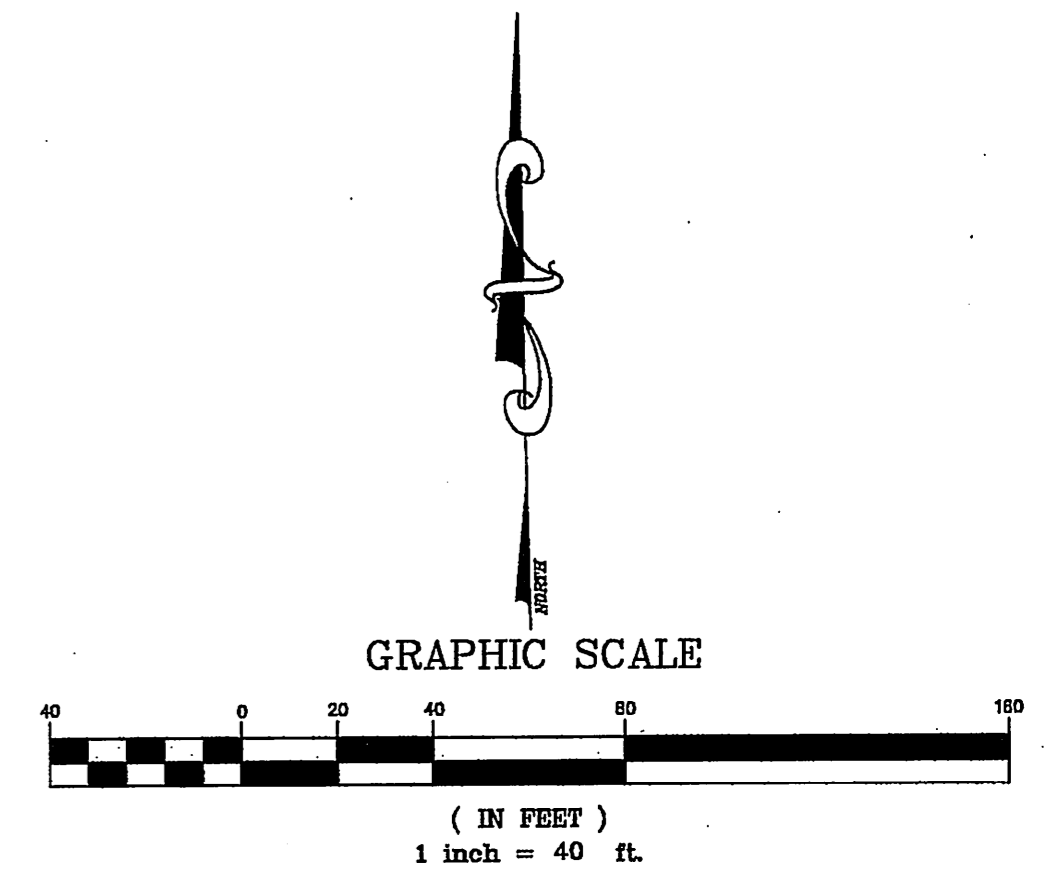 NORTH
GRAPHIC SCALE
40 0 20 40 80 160
( IN FEET )
1 inch = 40 ft.